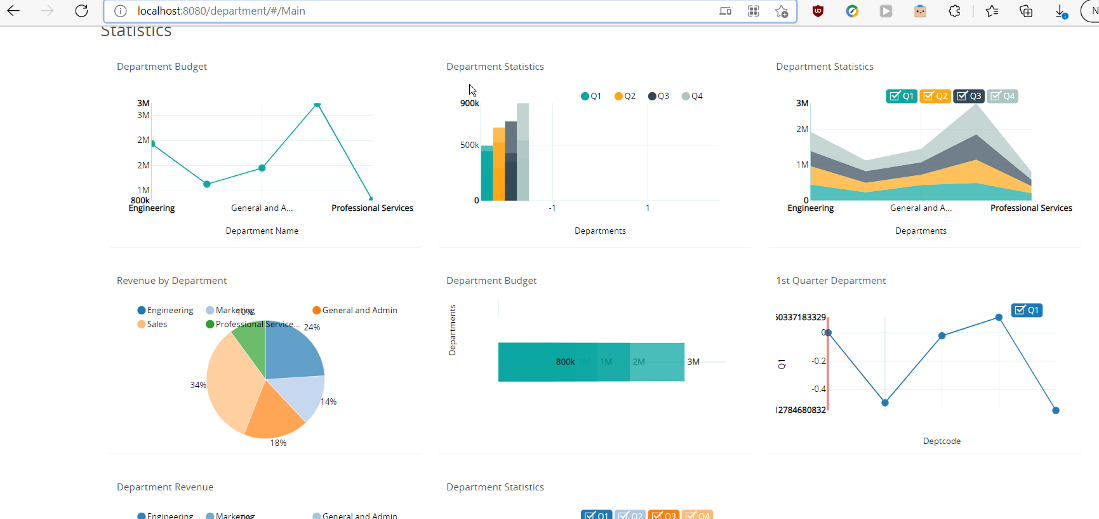 localhost:8080/department/#/Main
N
Statistics
Department Budget
3M
3M
2M
2M
1M
800k
Engineering
General and A...
Professional Services
Department Name
Department Statistics
Q1 Q2 Q3 Q4
900k
500k
0
-1
1
Departments
Department Statistics
Q1 Q2 Q3 Q4
3M
2M
1M
0
Engineering
General and A...
Professional Services
Departments
Revenue by Department
Engineering Marketing General and Admin
Sales Professional Service...
24%
14%
18%
34%
Department Budget
Departments
800k
1M
2M
3M
1st Quarter Department
Q1
50337183329
0
-0.2
-0.4
12784680832
Q1
Deptcode
Department Revenue
Engineering Marketing General and Admin
Department Statistics
Q1 Q2 Q3 Q4